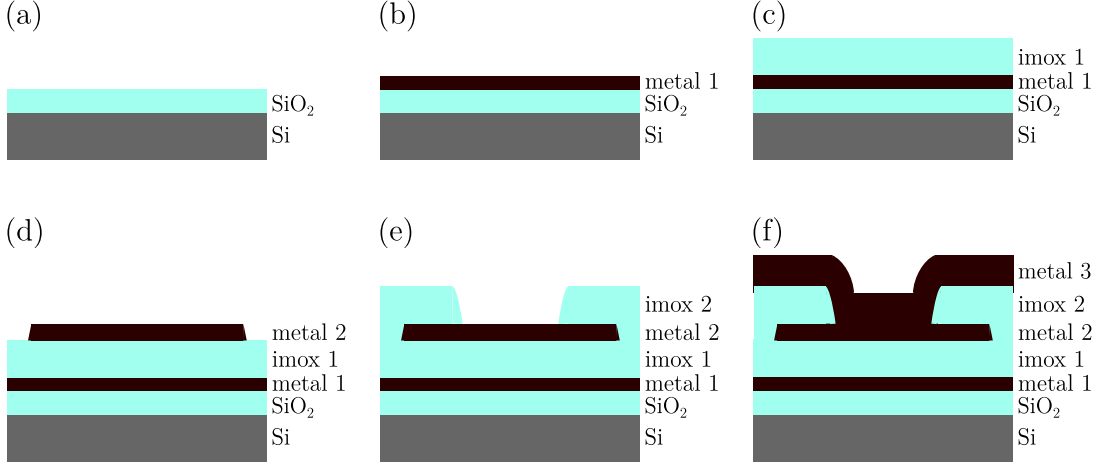 (a)
SiO₂
Si
(b)
metal 1
SiO₂
Si
(c)
imox 1
metal 1
SiO₂
Si
(d)
metal 2
imox 1
metal 1
SiO₂
Si
(e)
imox 2
metal 2
imox 1
metal 1
SiO₂
Si
(f)
metal 3
imox 2
metal 2
imox 1
metal 1
SiO₂
Si